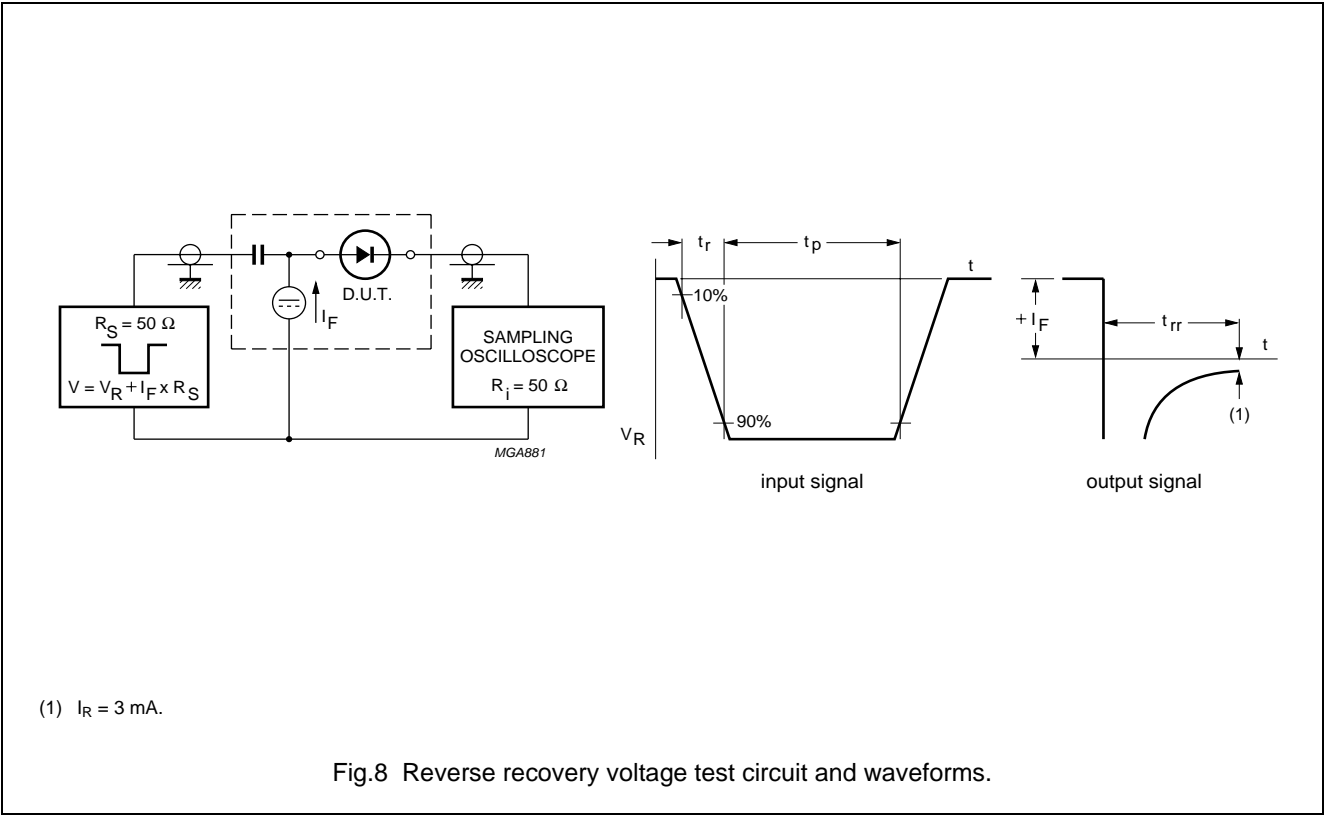 R_S = 50 Ω
V = V_R + I_F x R_S
I_F
D.U.T.
SAMPLING
OSCILLOSCOPE
R_i = 50 Ω
MGA881
t_r
t_p
t
10%
90%
V_R
input signal
+ I_F
t_rr
t
(1)
output signal
(1) I_R = 3 mA.
Fig.8 Reverse recovery voltage test circuit and waveforms.